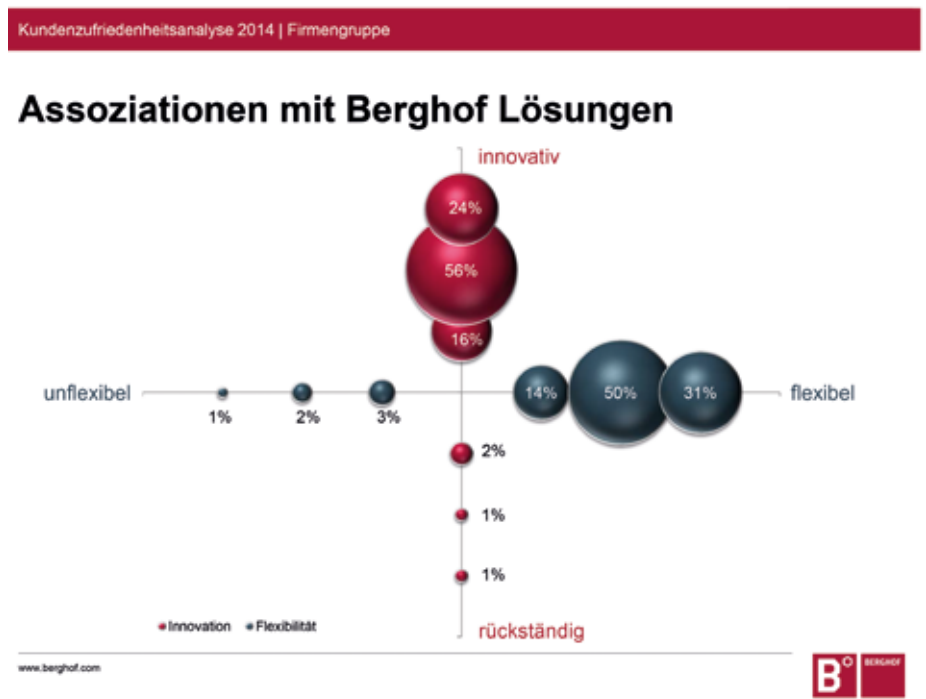 Kundenzufriedenheitsanalyse 2014 | Firmengruppe
Assoziationen mit Berghof Lösungen
innovativ
24%
56%
16%
unflexibel
1%
2%
3%
14%
50%
31%
flexibel
2%
1%
1%
Innovation Flexibilität
rückständig
www.berghof.com
B° BERGHOF